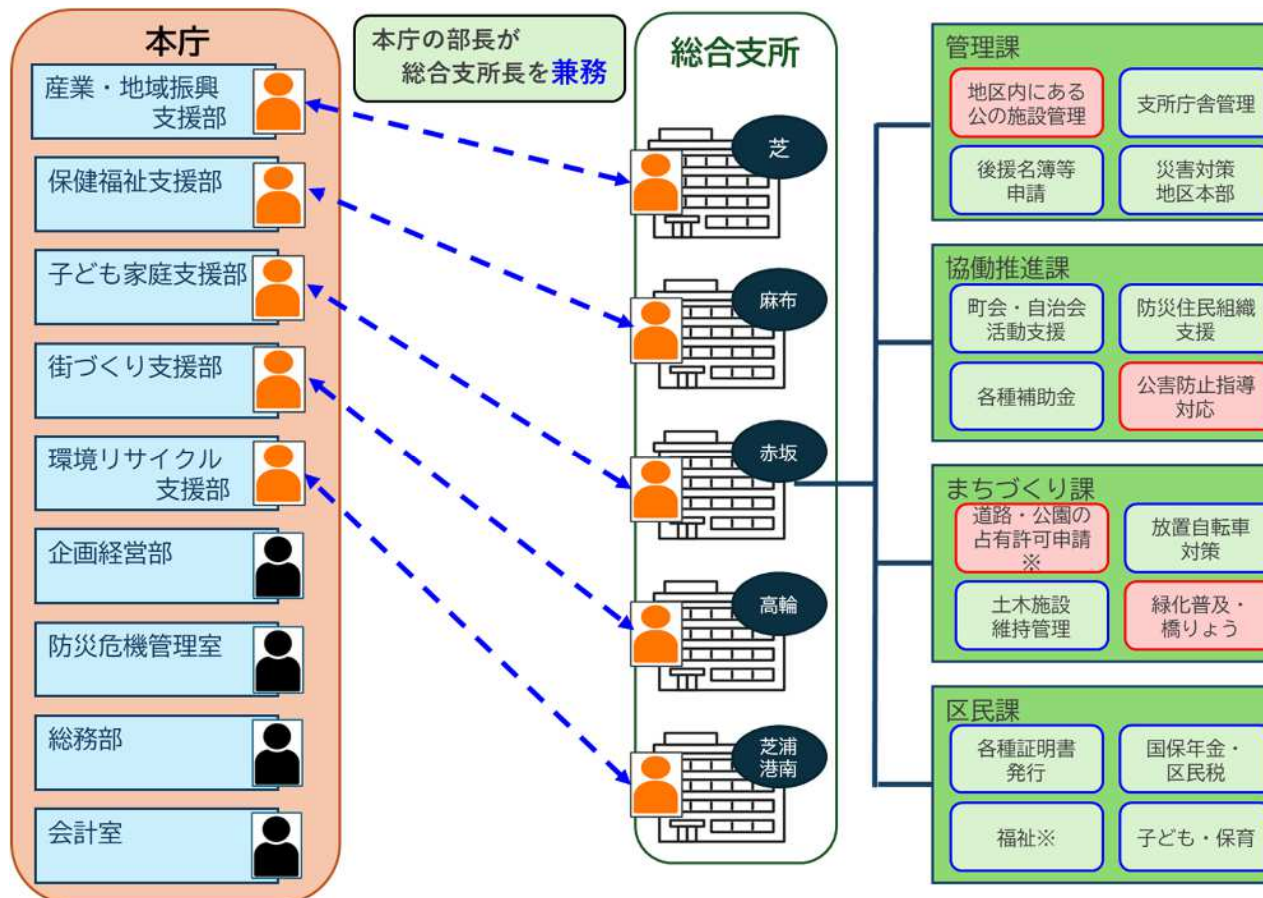 本庁
産業・地域振興
支援部
保健福祉支援部
子ども家庭支援部
街づくり支援部
環境リサイクル
支援部
企画経営部
防災危機管理室
総務部
会計室
本庁の部長が
総合支所長を兼務
総合支所
芝
麻布
赤坂
高輪
芝浦
港南
管理課
地区内にある
公の施設管理
支所庁舎管理
後援名簿等
申請
災害対策
地区本部
協働推進課
町会・自治会
活動支援
防災住民組織
支援
各種補助金
公害防止指導
対応
まちづくり課
道路・公園の
占有許可申請
※
放置自転車
対策
土木施設
維持管理
緑化普及・
橋りょう
区民課
各種証明書
発行
国保年金・
区民税
福祉※
子ども・保育